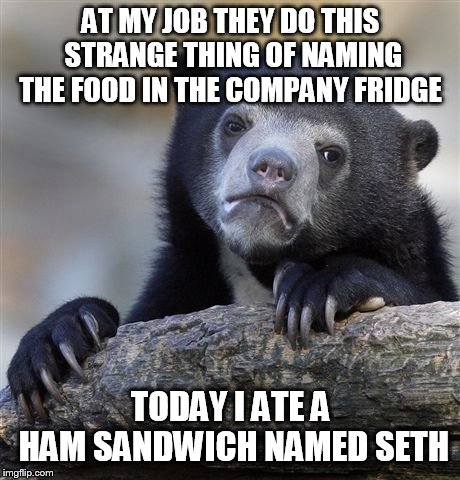 AT MY JOB THEY DO THIS
STRANGE THING OF NAMING
THE FOOD IN THE COMPANY FRIDGE
TODAY I ATE A
HAM SANDWICH NAMED SETH
imgflip.com